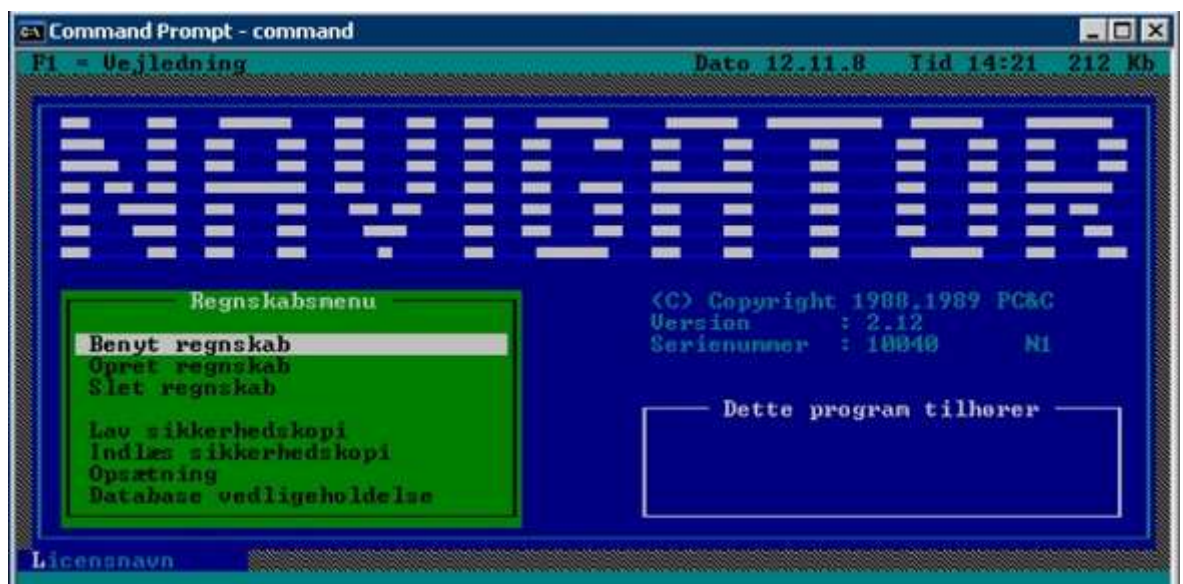 Command Prompt - command
F1 = Vejledning Dato 12.11.8 Tid 14:21 212 Kb
NAVIGATOR
Regnskabsmenu
Benyt regnskab
Opret regnskab
Slet regnskab
Lav sikkerhedskopi
Indlæs sikkerhedskopi
Opsætning
Database vedligeholdelse
(C) Copyright 1988,1989 PC&C
Version : 2.12
Serienummer : 10040 N1
Dette program tilhører
Licensnavn